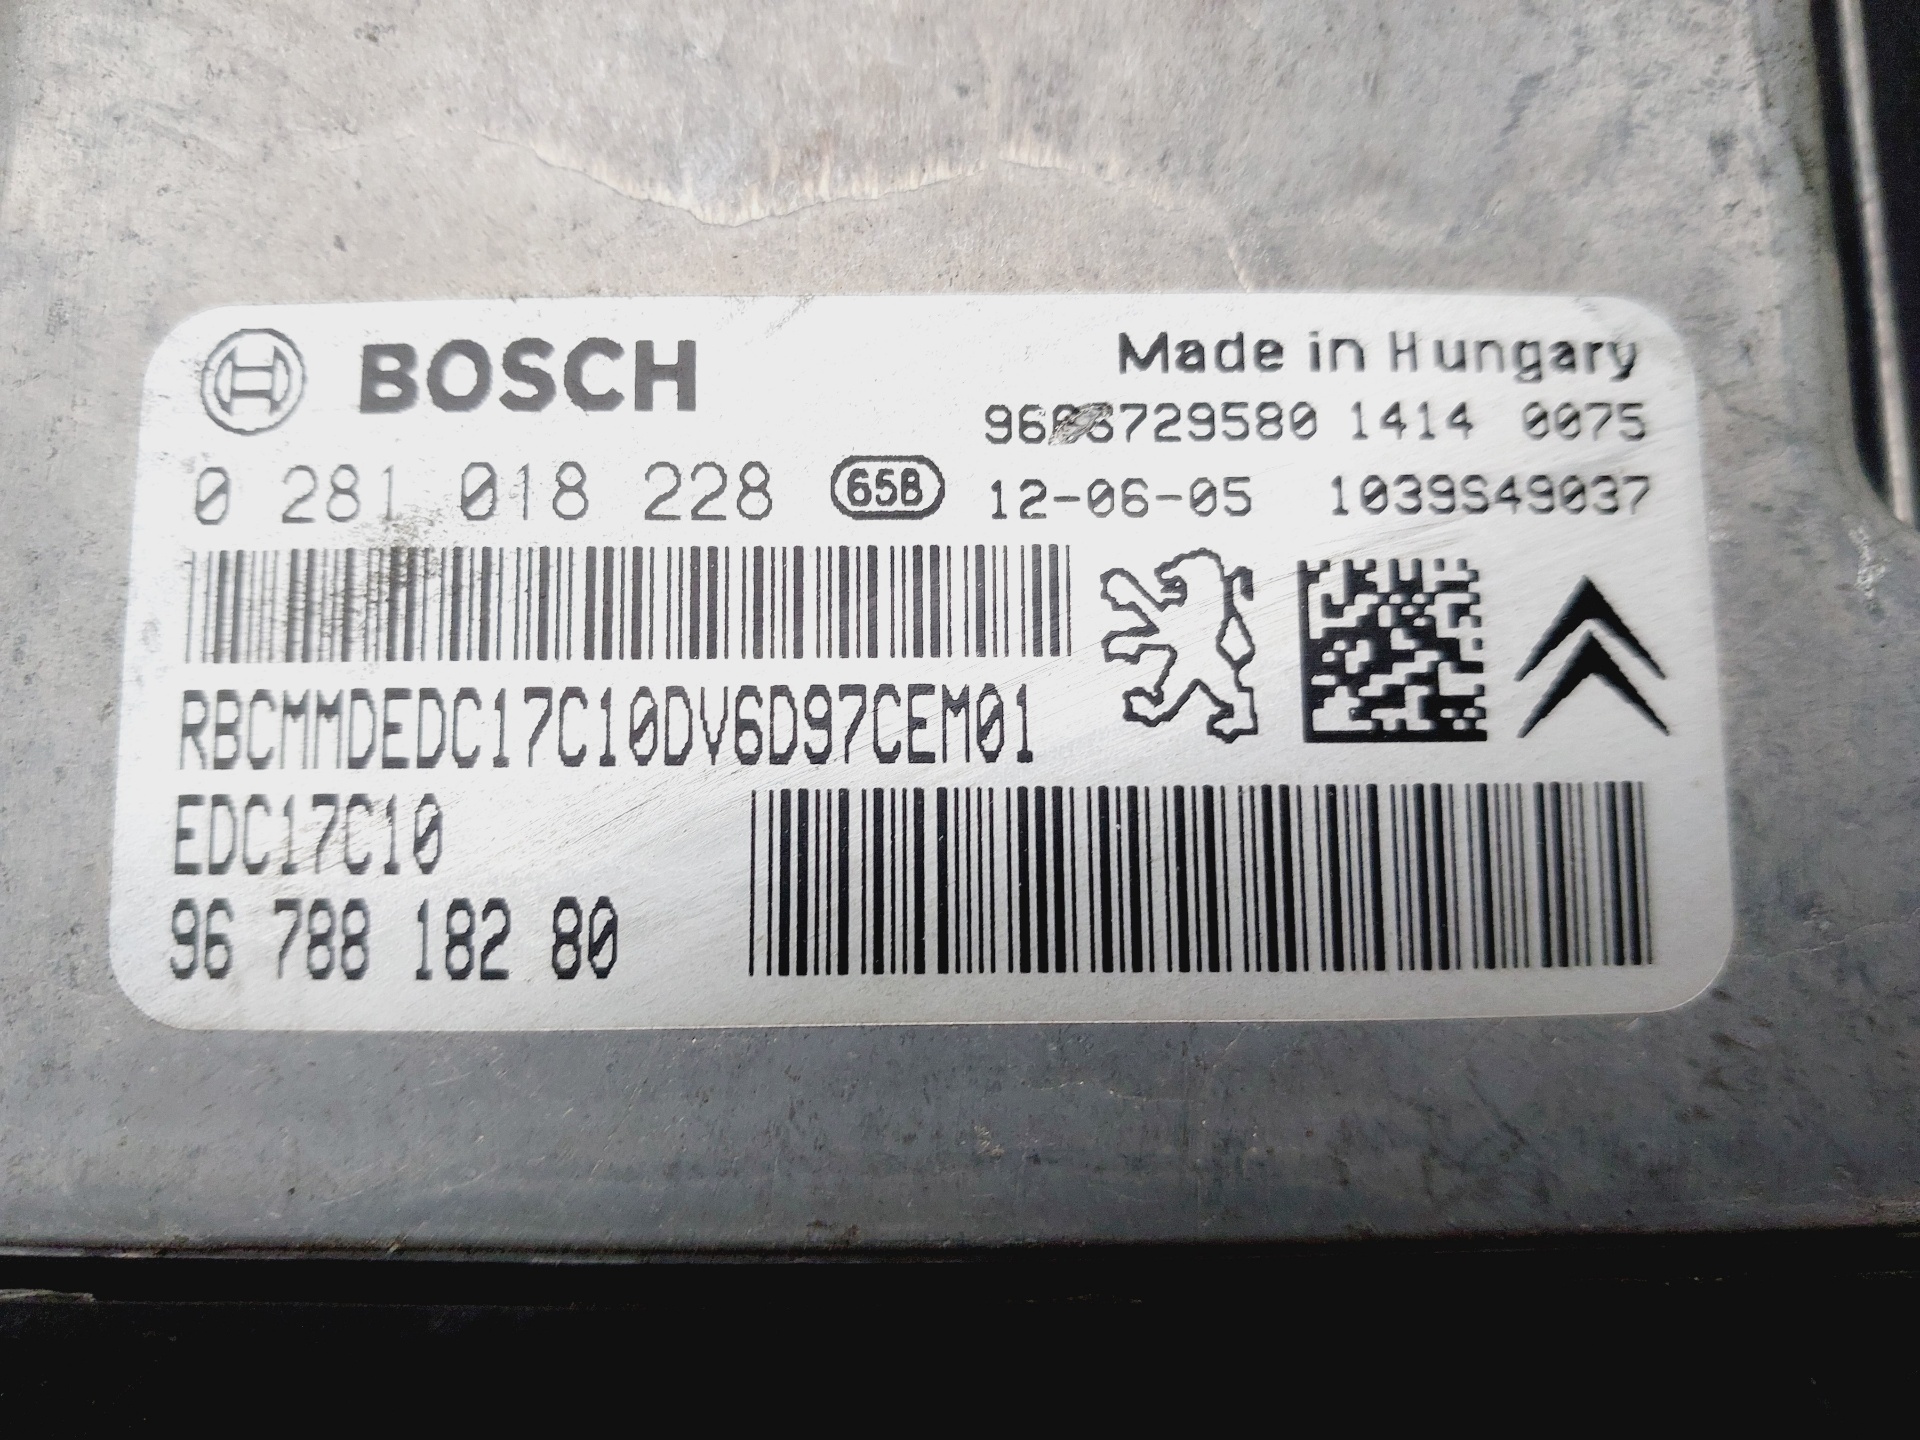 BOSCH
Made in Hungary
1414 0075
0 281 018 228 65B 12-06-05 1039S49037
RBCMMDEDC17C10DV6D97CEM01
EDC17C10
96 788 182 80